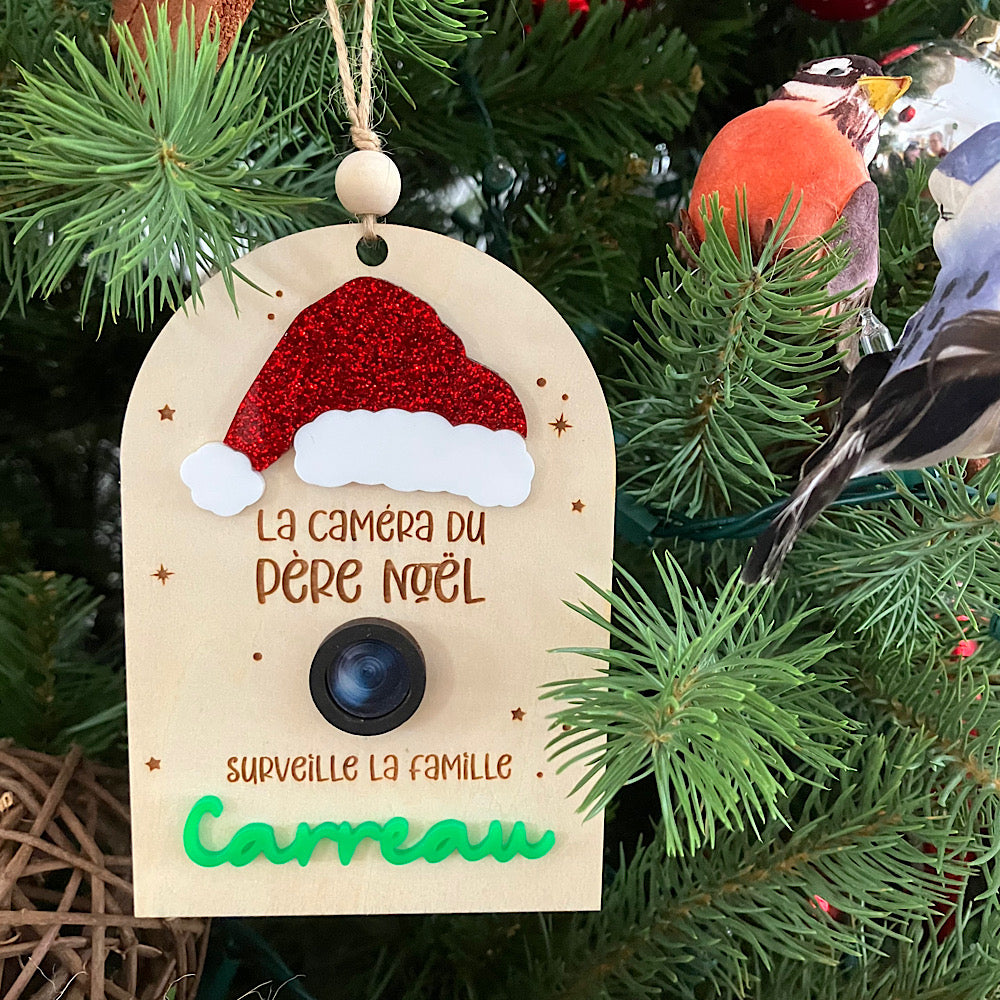 La caméra du
Père Noël
surveille la famille
Carreau